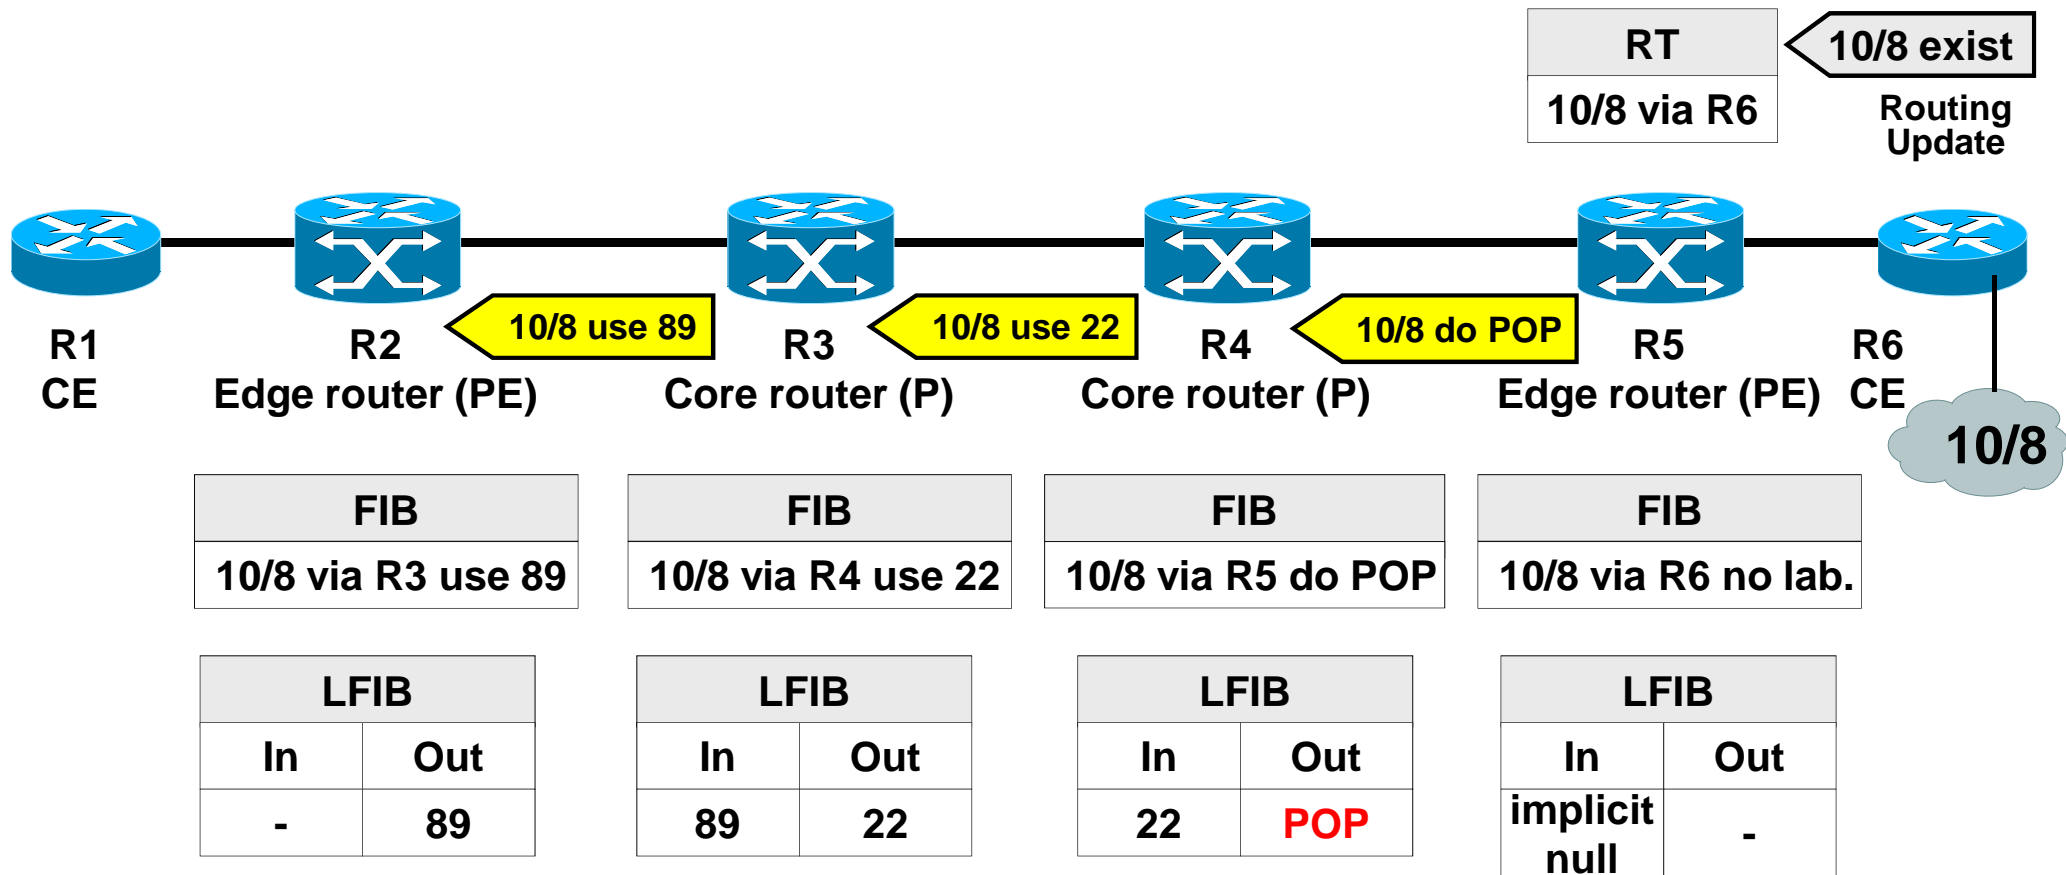 RT
10/8 via R6
10/8 exist
Routing
Update
10/8 use 89
10/8 use 22
10/8 do POP
R1
CE
R2
Edge router (PE)
R3
Core router (P)
R4
Core router (P)
R5
Edge router (PE)
R6
CE
10/8
FIB
10/8 via R3 use 89
FIB
10/8 via R4 use 22
FIB
10/8 via R5 do POP
FIB
10/8 via R6 no lab.
LFIB
In Out
- 89
LFIB
In Out
89 22
LFIB
In Out
22 POP
LFIB
In Out
implicit
null -